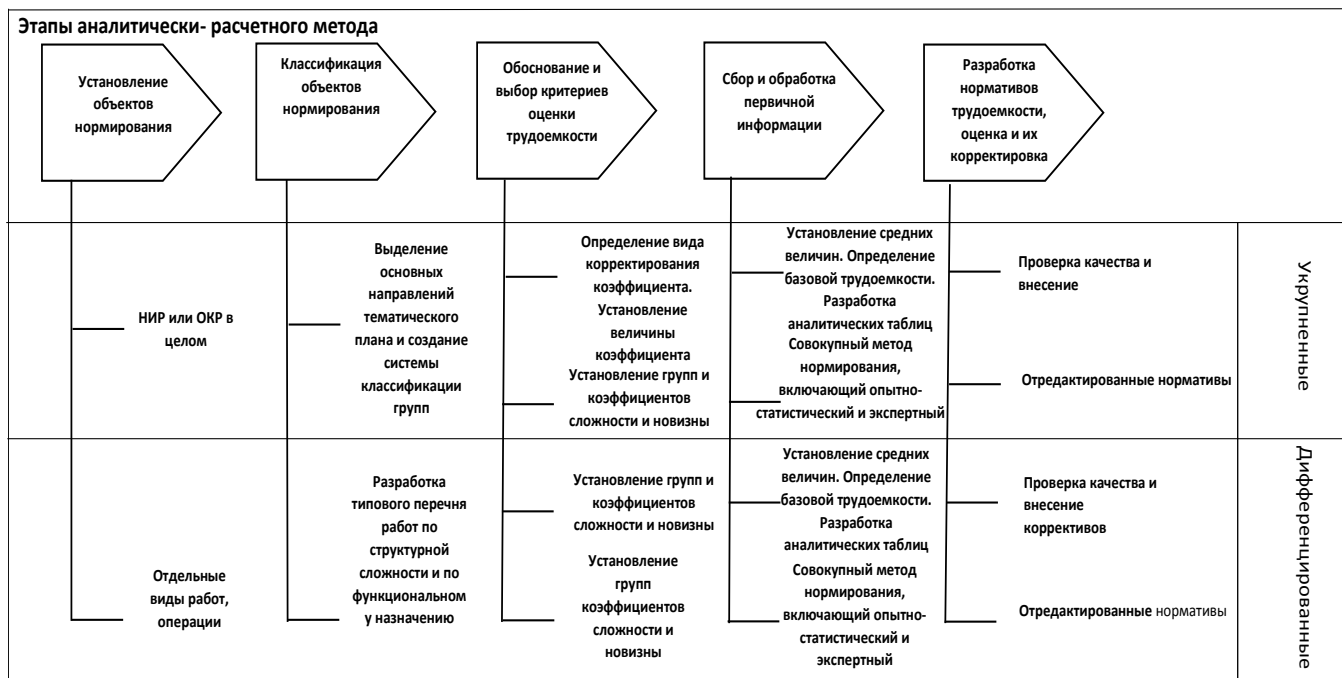 Этапы аналитически- расчетного метода
Установление
объектов
нормирования
Классификация
объектов
нормирования
Обоснование и
выбор критериев
оценки
трудоемкости
Сбор и обработка
первичной
информации
Разработка
нормативов
трудоемкости,
оценка и их
корректировка
НИР или ОКР в
целом
Выделение
основных
направлений
тематического
плана и создание
системы
классификации
групп
Определение вида
корректирования
коэффициента.
Установление
величины
коэффициента
Установление групп и
коэффициентов
сложности и новизны
Установление средних
величин. Определение
базовой трудоемкости.
Разработка
аналитических таблиц
Совокупный метод
нормирования,
включающий опытно-
статистический и экспертный
Проверка качества и
внесение
Отредактированные нормативы
Укрупненные
Отдельные
виды работ,
операции
Разработка
типового перечня
работ по
структурной
сложности и по
функциональном
у назначению
Установление групп и
коэффициентов
сложности и новизны
Установление
групп
коэффициентов
сложности и
новизны
Установление средних
величин. Определение
базовой трудоемкости.
Разработка
аналитических таблиц
Совокупный метод
нормирования,
включающий опытно-
статистический и
экспертный
Проверка качества и
внесение
коррективов
Отредактированные нормативы
Дифференцированные